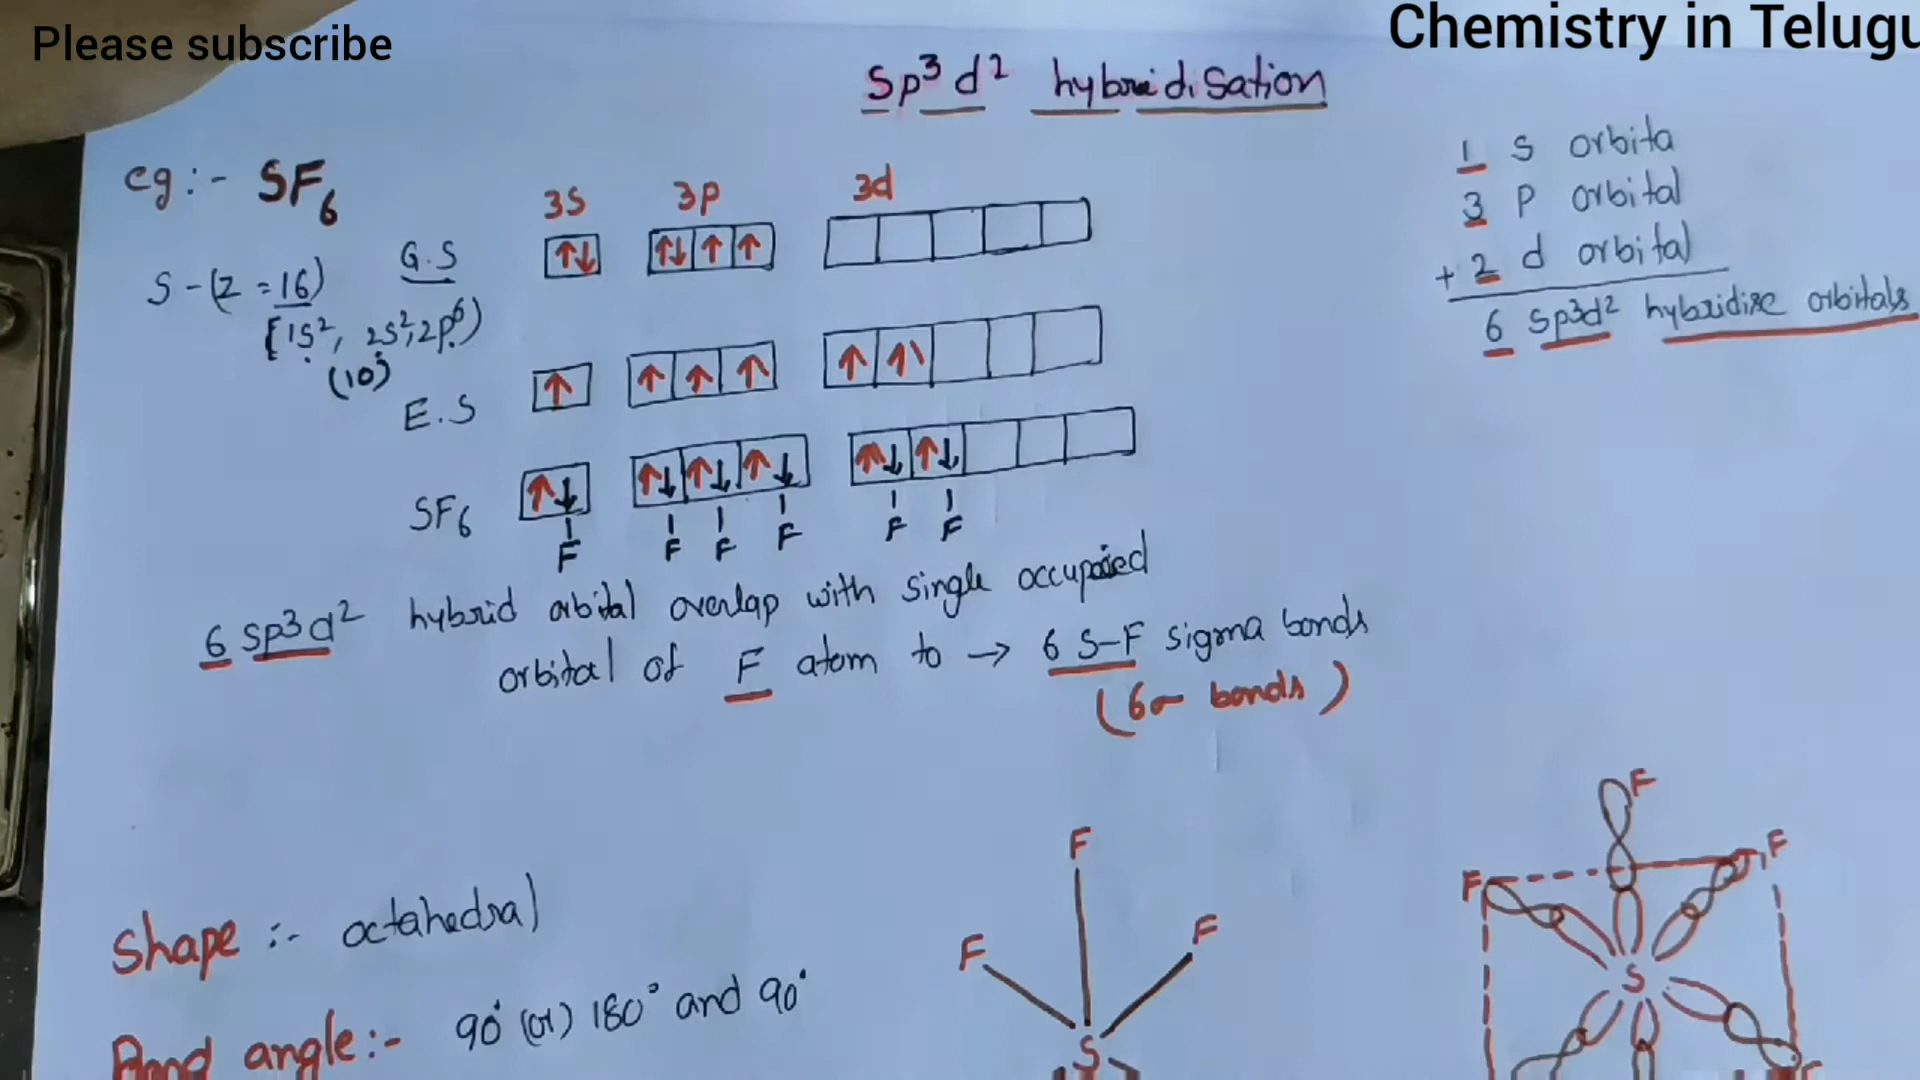 Please subscribe
Chemistry in Telugu
Sp³d² hybridisation
eg:- SF₆
S-(Z=16)
[1S², 2S²,2p⁶)
(10)
1 S orbita
3 P orbital
+ 2 d orbital
6 Sp³d² hybridize orbitals
3S 3p 3d
G.S ↑↓ ↑↓ ↑ ↑
E.S ↑ ↑ ↑ ↑ ↑ ↑
SF₆ ↑↓ ↑↓ ↑↓ ↑↓ ↑↓ ↑↓
F F F F F F
6 Sp³d² hybrid orbital overlap with single occupied
orbital of F atom to → 6 S-F sigma bonds
(6σ bonds)
Shape :- octahedral
Bond angle:- 90° (or) 180° and 90°
F
F F
S
F
F F
S